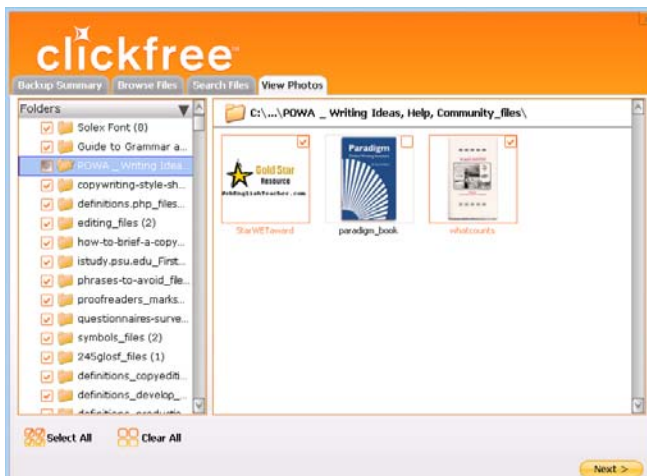 clickfree
Backup Summary
Browse Files
Search Files
View Photos
Folders
Solex Font (8)
Guide to Grammar a...
POWA _ Writing Idea
copywriting-style-sh...
definitions.php_files...
editing_files (2)
how-to-brief-a-copy...
istudy.psu.edu_First...
phrases-to-avoid_file...
proofreaders_marks...
questionnaires-surve...
symbols_files (2)
245glosf_files (1)
definitions_copyediti...
definitions_develop_...
definitions_productio
C:\...\POWA _ Writing Ideas, Help, Community_files\
Gold Star
Resource
WebEnglishTeacher.com
StarWETaward
Paradigm
paradigm_book
whatcounts
Select All
Clear All
Next >